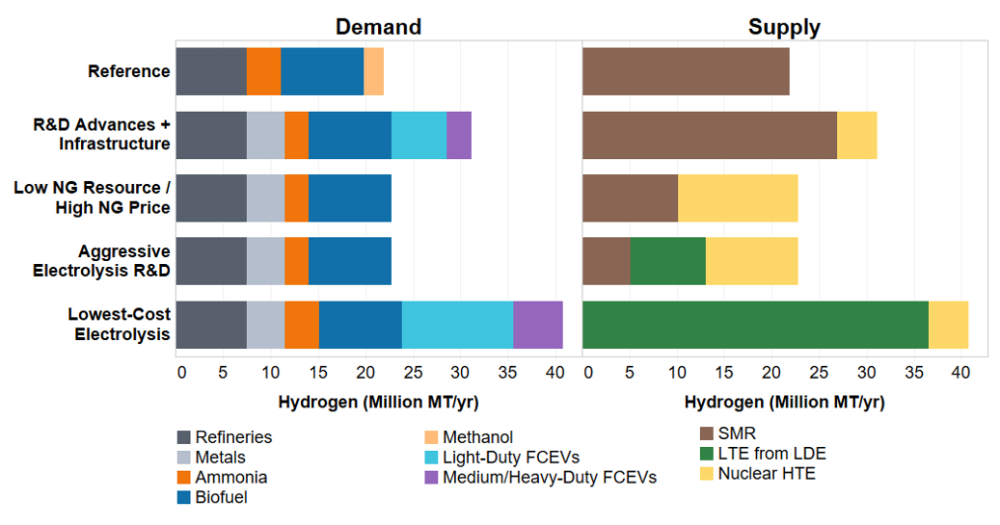 Demand
Supply
Reference
R&D Advances +
Infrastructure
Low NG Resource /
High NG Price
Aggressive
Electrolysis R&D
Lowest-Cost
Electrolysis
0 5 10 15 20 25 30 35 40
0 5 10 15 20 25 30 35 40
Hydrogen (Million MT/yr)
Hydrogen (Million MT/yr)
Refineries
Metals
Ammonia
Biofuel
Methanol
Light-Duty FCEVs
Medium/Heavy-Duty FCEVs
SMR
LTE from LDE
Nuclear HTE